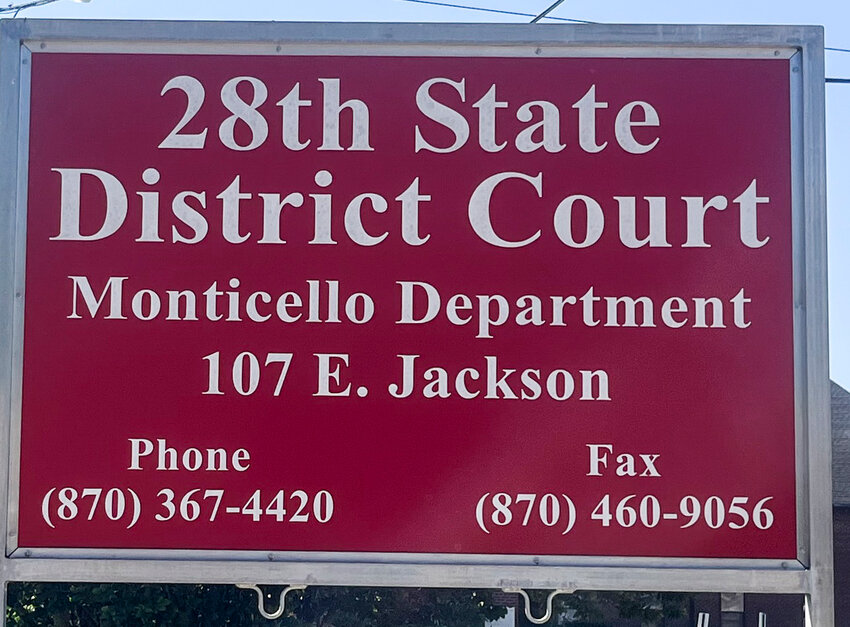 28th State
District Court
Monticello Department
107 E. Jackson
Phone Fax
(870) 367-4420 (870) 460-9056